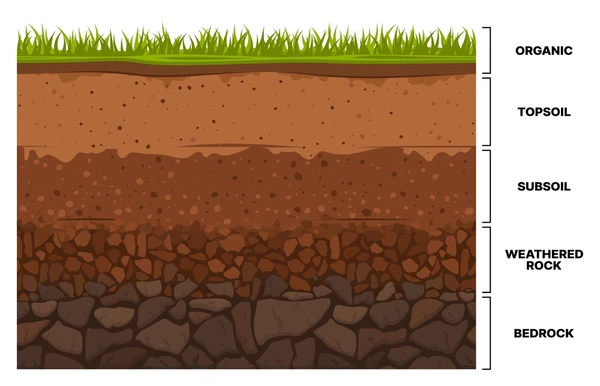 ORGANIC
TOPSOIL
SUBSOIL
WEATHERED
ROCK
BEDROCK